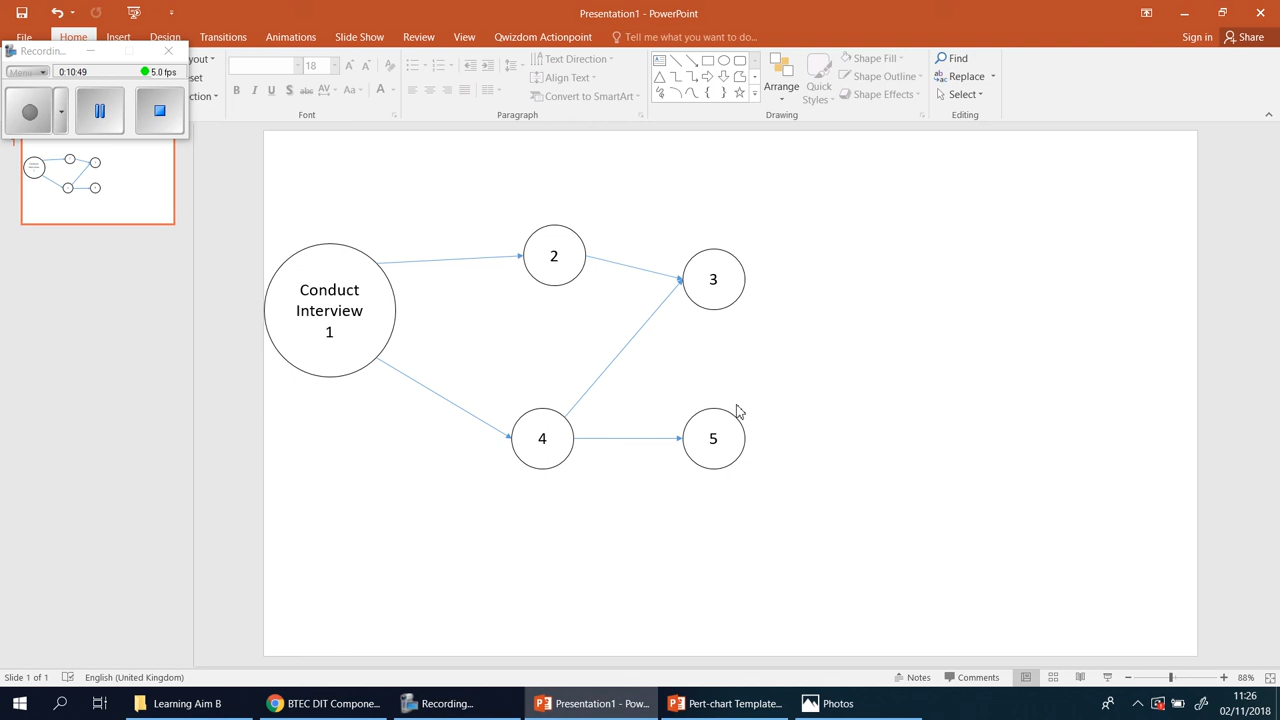 Presentation1 - PowerPoint
File Home Insert Design Transitions Animations Slide Show Review View Qwizdom Actionpoint Tell me what you want to do... Sign in Share
Recordin...
0:10:49 5.0 fps
18
Font
Text Direction
Align Text
Convert to SmartArt
Paragraph
Arrange
Quick
Styles
Shape Fill
Shape Outline
Shape Effects
Drawing
Find
Replace
Select
Editing
1
Conduct
Interview
1
2
3
4
5
Slide 1 of 1 English (United Kingdom) Notes Comments 88%
Learning Aim B BTEC DIT Compone... Recording... Presentation1 - Pow... Pert-chart Template... Photos
11:26
02/11/2018